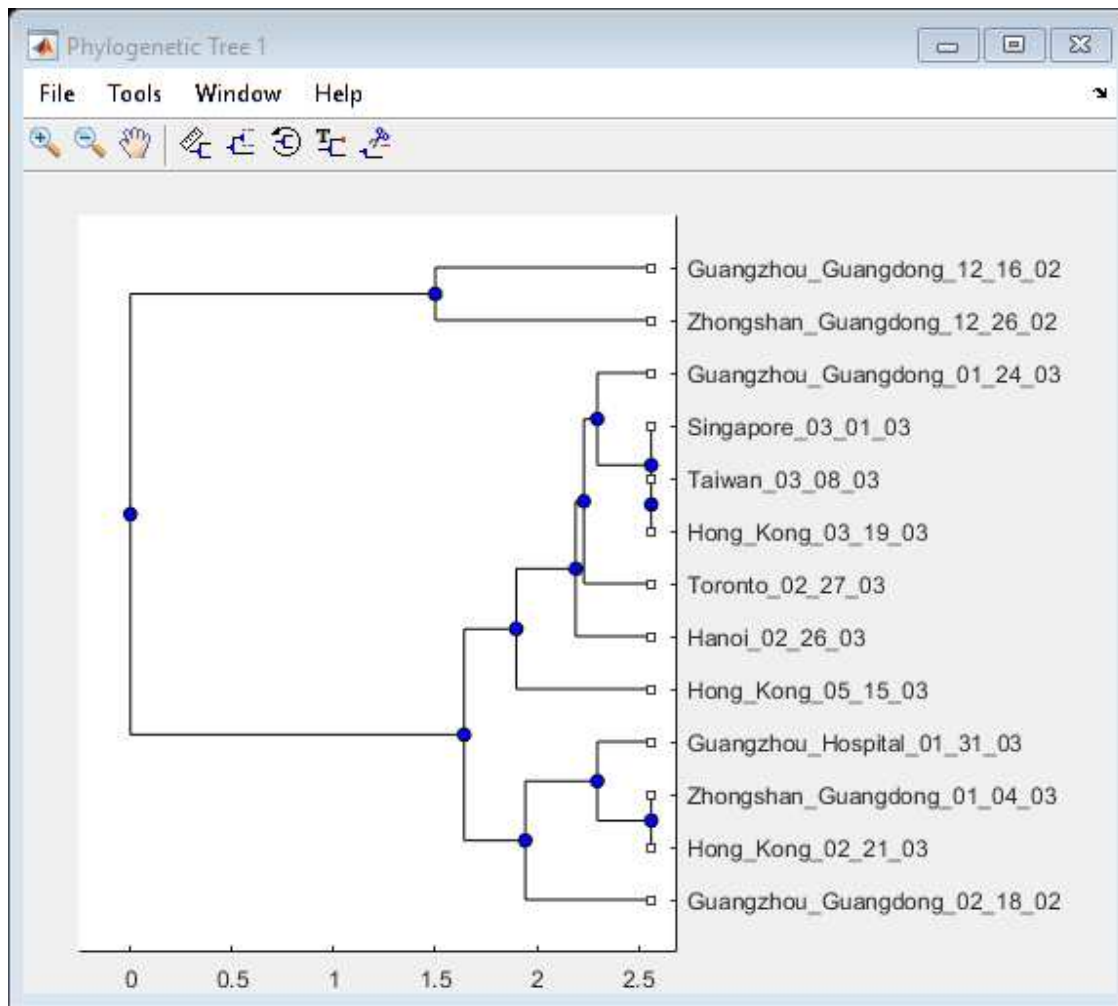 Phylogenetic Tree 1
File Tools Window Help
Guangzhou_Guangdong_12_16_02
Zhongshan_Guangdong_12_26_02
Guangzhou_Guangdong_01_24_03
Singapore_03_01_03
Taiwan_03_08_03
Hong_Kong_03_19_03
Toronto_02_27_03
Hanoi_02_26_03
Hong_Kong_05_15_03
Guangzhou_Hospital_01_31_03
Zhongshan_Guangdong_01_04_03
Hong_Kong_02_21_03
Guangzhou_Guangdong_02_18_02
0 0.5 1 1.5 2 2.5